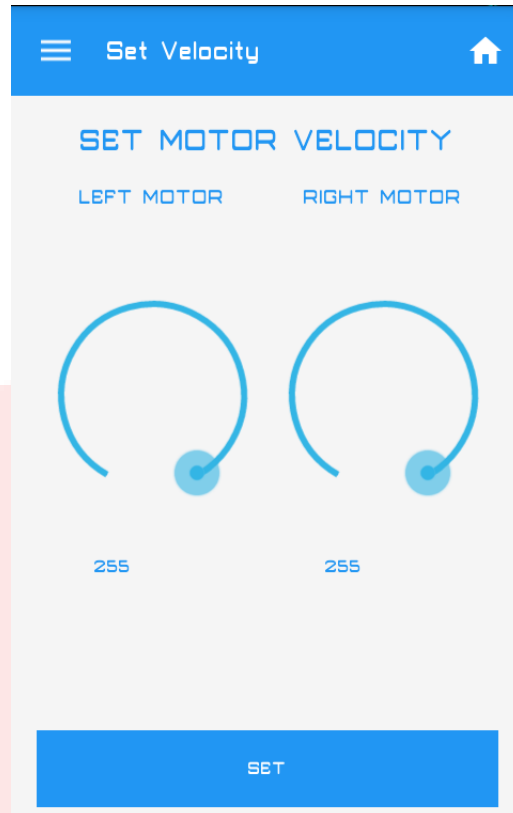 Set Velocity
SET MOTOR VELOCITY
LEFT MOTOR RIGHT MOTOR
255 255
SET